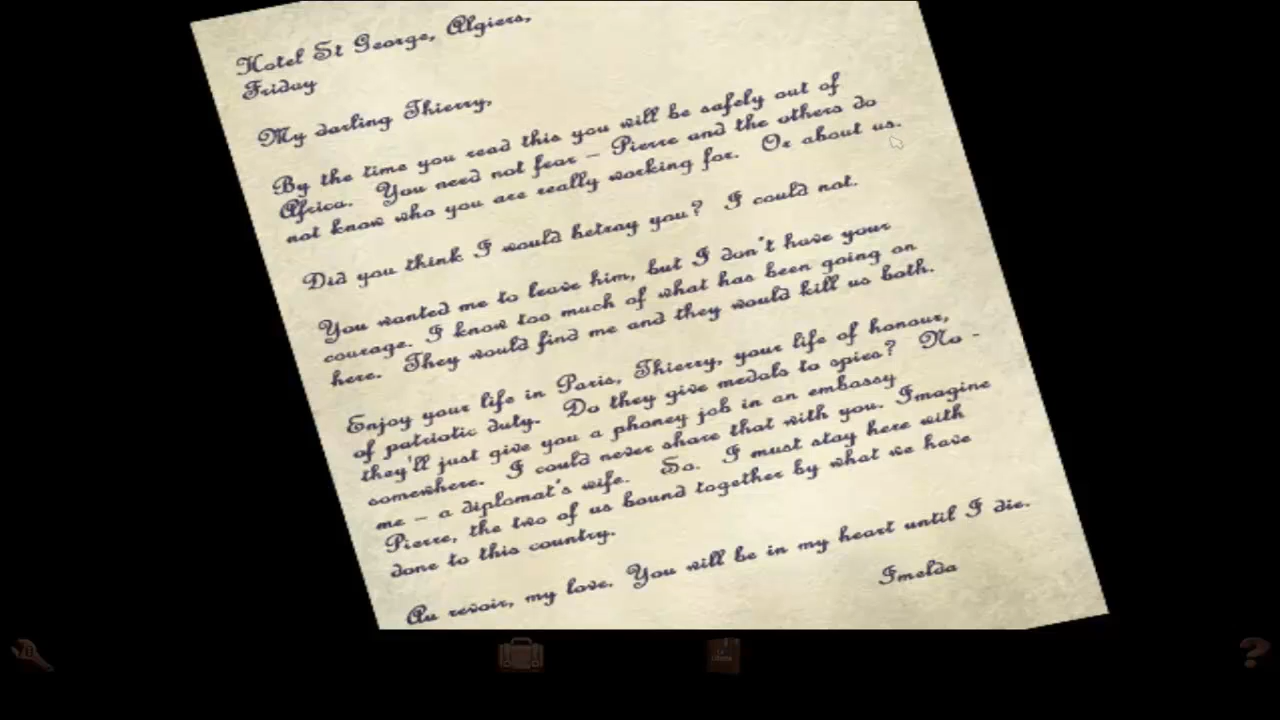 Hotel St George, Algiers,
Friday
My darling Thierry,
By the time you read this you will be safely out of
Africa. You need not fear – Pierre and the others do
not know who you are really working for. Or about us.
Did you think I would betray you? I could not.
You wanted me to leave him, but I don't have your
courage. I know too much of what has been going on
here. They would find me and they would kill us both.
Enjoy your life in Paris, Thierry, your life of honour,
of patriotic duty. Do they give medals to spies? No -
they'll just give you a phoney job in an embassy
somewhere. I could never share that with you. Imagine
me – a diplomat's wife. So. I must stay here with
Pierre, the two of us bound together by what we have
done to this country.
Au revoir, my love. You will be in my heart until I die.
Imelda
?